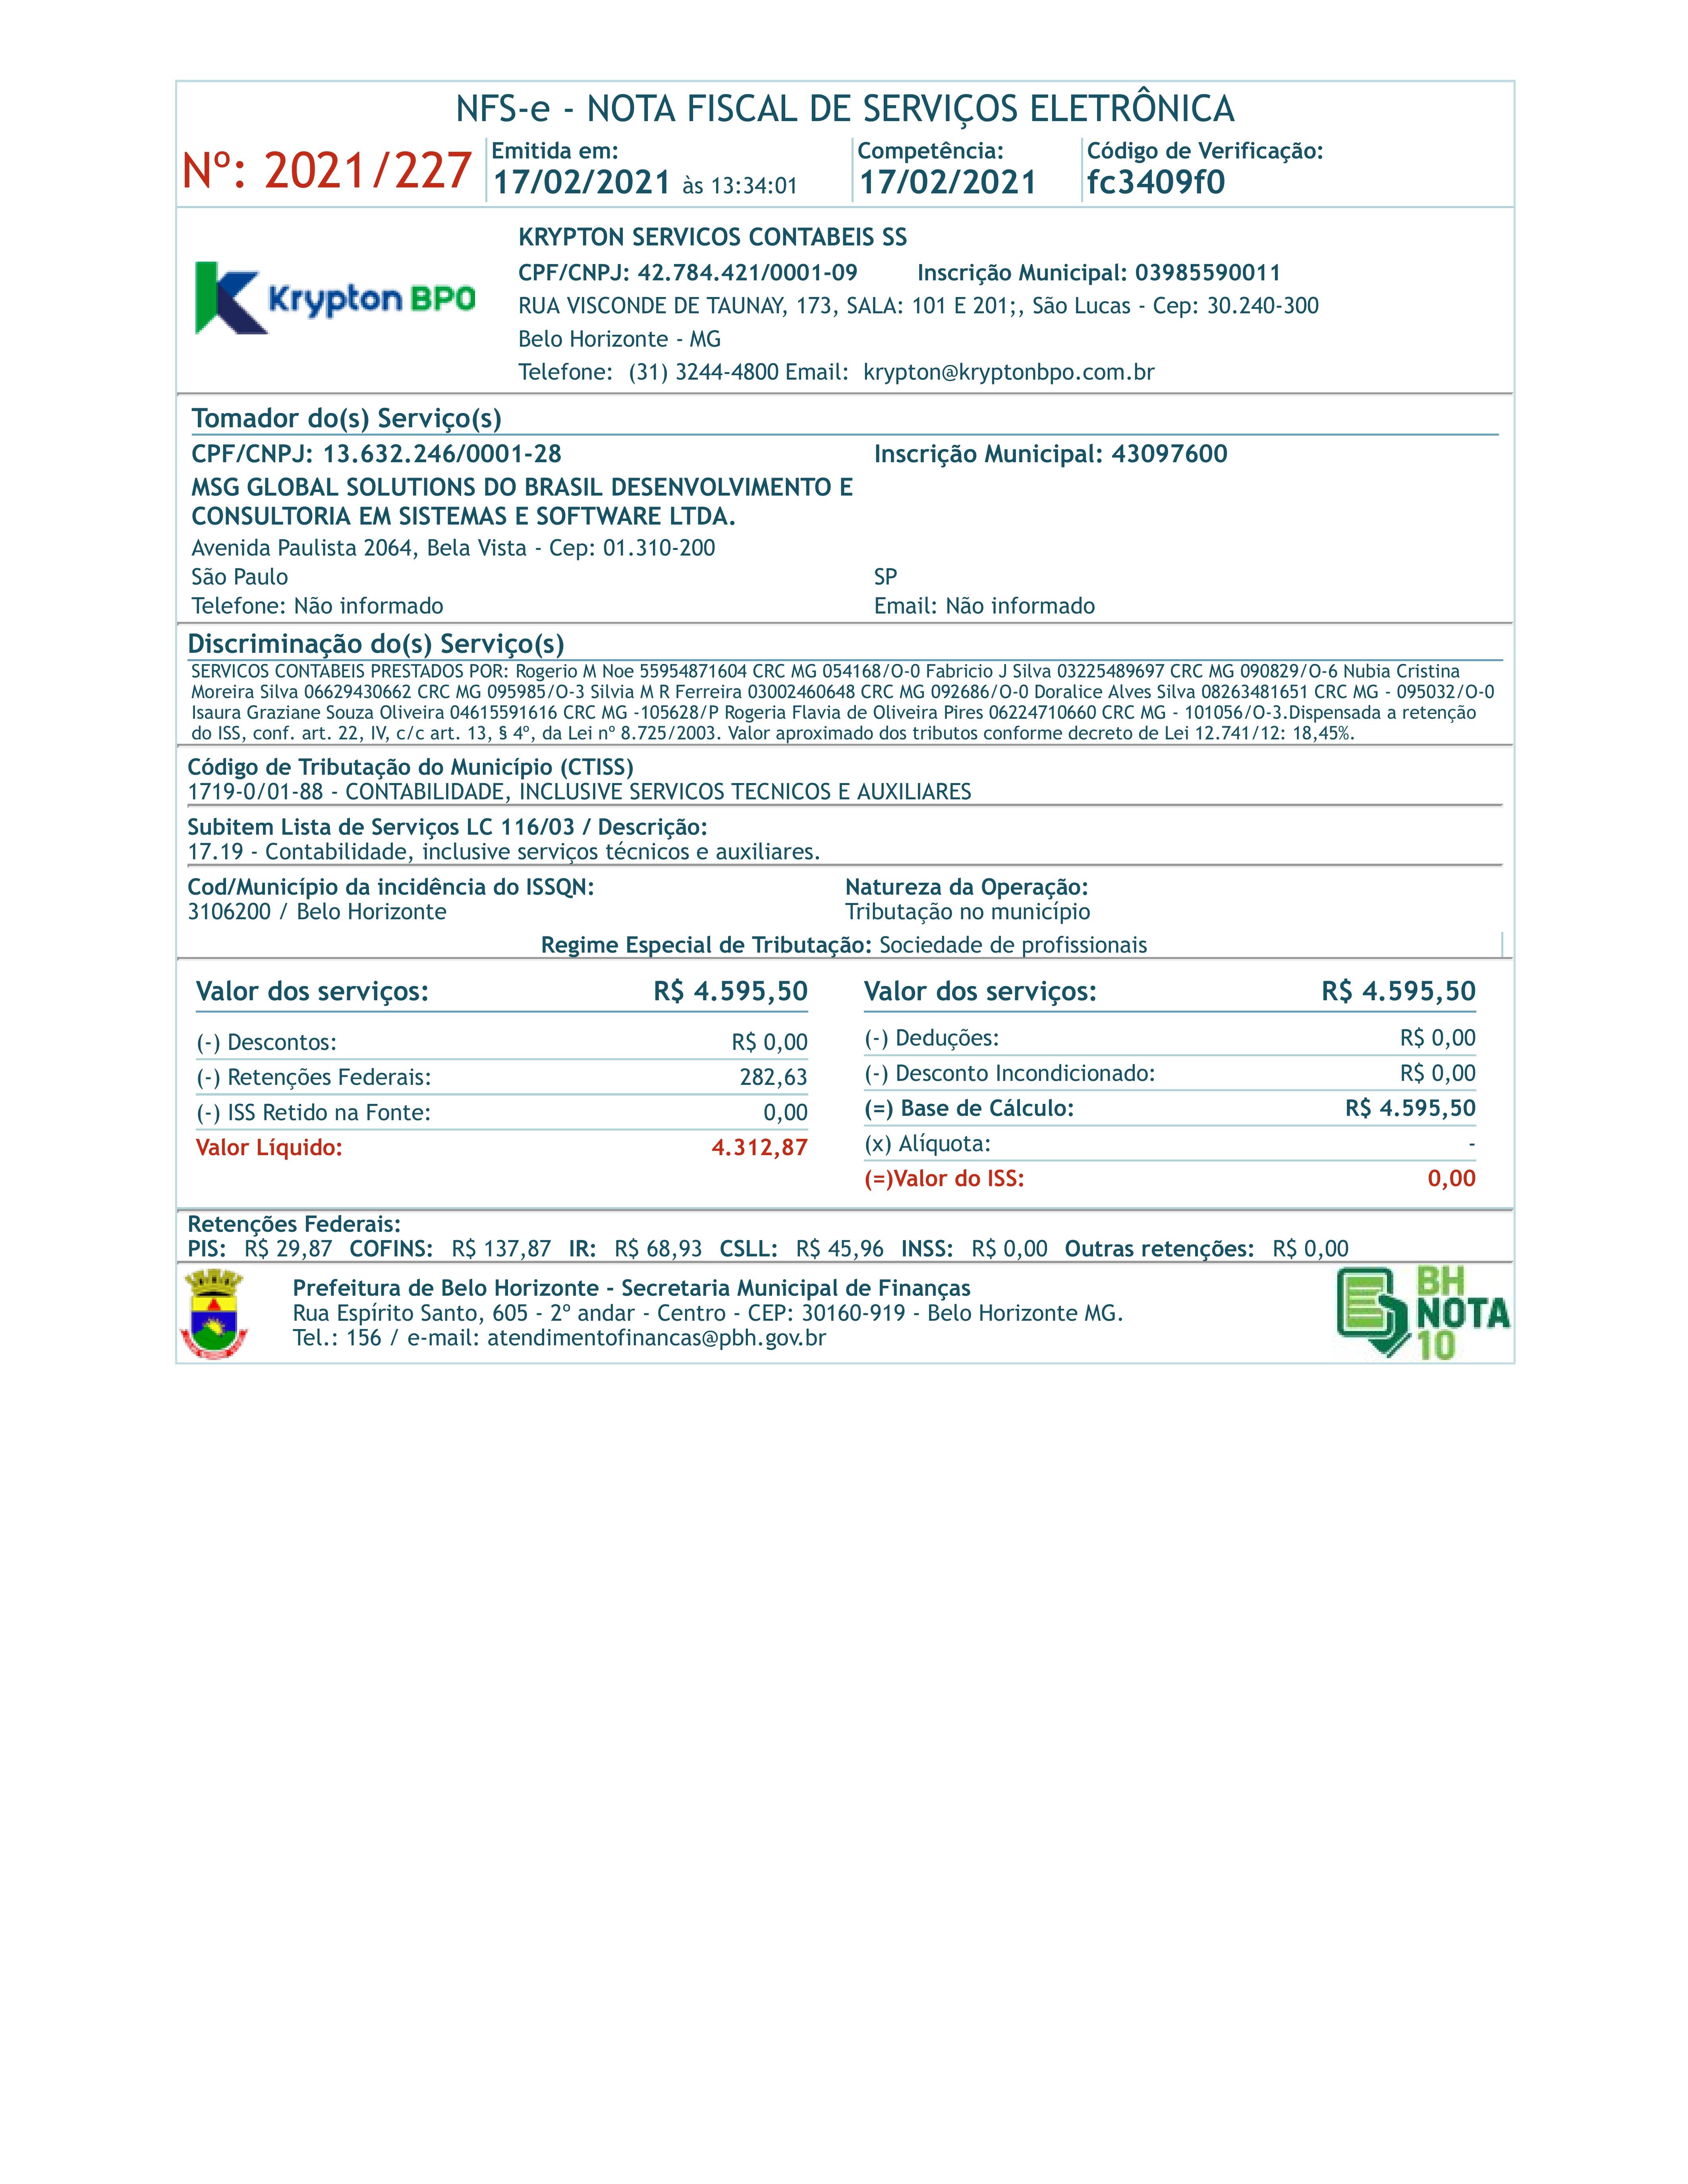 NFS-e - NOTA FISCAL DE SERVIÇOS ELETRÔNICA
Nº: 2021/227
Emitida em:
17/02/2021 às 13:34:01
Competência:
17/02/2021
Código de Verificação:
fc3409f0
Krypton BPO
KRYPTON SERVICOS CONTABEIS SS
CPF/CNPJ: 42.784.421/0001-09 Inscrição Municipal: 03985590011
RUA VISCONDE DE TAUNAY, 173, SALA: 101 E 201;, São Lucas - Cep: 30.240-300
Belo Horizonte - MG
Telefone: (31) 3244-4800 Email: krypton@kryptonbpo.com.br
Tomador do(s) Serviço(s)
CPF/CNPJ: 13.632.246/0001-28 Inscrição Municipal: 43097600
MSG GLOBAL SOLUTIONS DO BRASIL DESENVOLVIMENTO E
CONSULTORIA EM SISTEMAS E SOFTWARE LTDA.
Avenida Paulista 2064, Bela Vista - Cep: 01.310-200
São Paulo SP
Telefone: Não informado Email: Não informado
Discriminação do(s) Serviço(s)
SERVICOS CONTABEIS PRESTADOS POR: Rogerio M Noe 55954871604 CRC MG 054168/O-0 Fabricio J Silva 03225489697 CRC MG 090829/O-6 Nubia Cristina
Moreira Silva 06629430662 CRC MG 095985/O-3 Silvia M R Ferreira 03002460648 CRC MG 092686/O-0 Doralice Alves Silva 08263481651 CRC MG - 095032/O-0
Isaura Graziane Souza Oliveira 04615591616 CRC MG -105628/P Rogeria Flavia de Oliveira Pires 06224710660 CRC MG - 101056/O-3.Dispensada a retenção
do ISS, conf. art. 22, IV, c/c art. 13, § 4º, da Lei nº 8.725/2003. Valor aproximado dos tributos conforme decreto de Lei 12.741/12: 18,45%.
Código de Tributação do Município (CTISS)
1719-0/01-88 - CONTABILIDADE, INCLUSIVE SERVICOS TECNICOS E AUXILIARES
Subitem Lista de Serviços LC 116/03 / Descrição:
17.19 - Contabilidade, inclusive serviços técnicos e auxiliares.
Cod/Município da incidência do ISSQN: Natureza da Operação:
3106200 / Belo Horizonte Tributação no município
Regime Especial de Tributação: Sociedade de profissionais
Valor dos serviços: R$ 4.595,50
(-) Descontos: R$ 0,00
(-) Retenções Federais: 282,63
(-) ISS Retido na Fonte: 0,00
Valor Líquido: 4.312,87
Valor dos serviços: R$ 4.595,50
(-) Deduções: R$ 0,00
(-) Desconto Incondicionado: R$ 0,00
(=) Base de Cálculo: R$ 4.595,50
(x) Alíquota: -
(=)Valor do ISS: 0,00
Retenções Federais:
PIS: R$ 29,87 COFINS: R$ 137,87 IR: R$ 68,93 CSLL: R$ 45,96 INSS: R$ 0,00 Outras retenções: R$ 0,00
Prefeitura de Belo Horizonte - Secretaria Municipal de Finanças
Rua Espírito Santo, 605 - 2º andar - Centro - CEP: 30160-919 - Belo Horizonte MG.
Tel.: 156 / e-mail: atendimentofinancas@pbh.gov.br
BH
NOTA
10